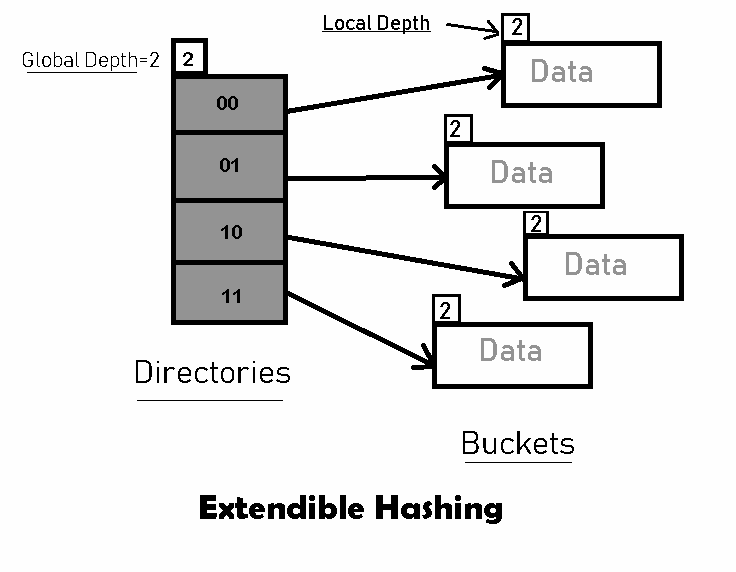 Local Depth
2
Global Depth=2
2
Data
00
2
01
Data
2
10
Data
11
2
Data
Directories
Buckets
Extendible Hashing